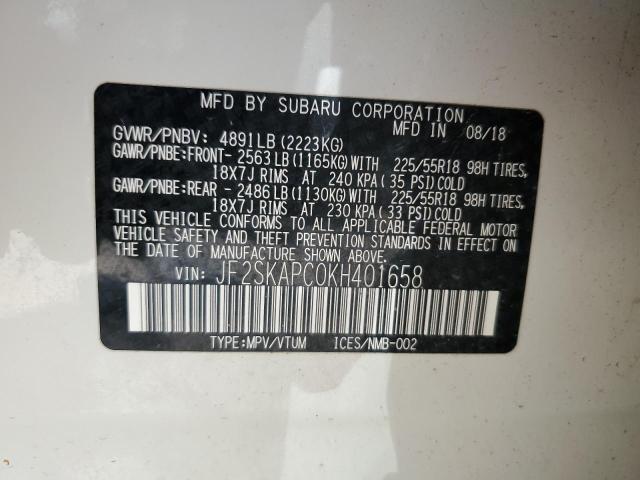 MFD BY SUBARU CORPORATION
MFD IN 08/18
GVWR/PNBV: 4891LB (2223KG)
GAWR/PNBE:FRONT- 2563LB (1165KG)WITH 225/55R18 98H TIRES,
18X7J RIMS AT 240 KPA (35 PSI)COLD
GAWR/PNBE:REAR - 2486LB (1130KG)WITH 225/55R18 98H TIRES,
18X7J RIMS AT 230 KPA (33 PSI)COLD
THIS VEHICLE CONFORMS TO ALL APPLICABLE FEDERAL MOTOR
VEHICLE SAFETY AND THEFT PREVENTION STANDARDS IN EFFECT ON
THE DATE OF MANUFACTURE SHOWN ABOVE.
VIN: JF2SKAPC0KH401658
TYPE:MPV/VTUM ICES/NMB-002